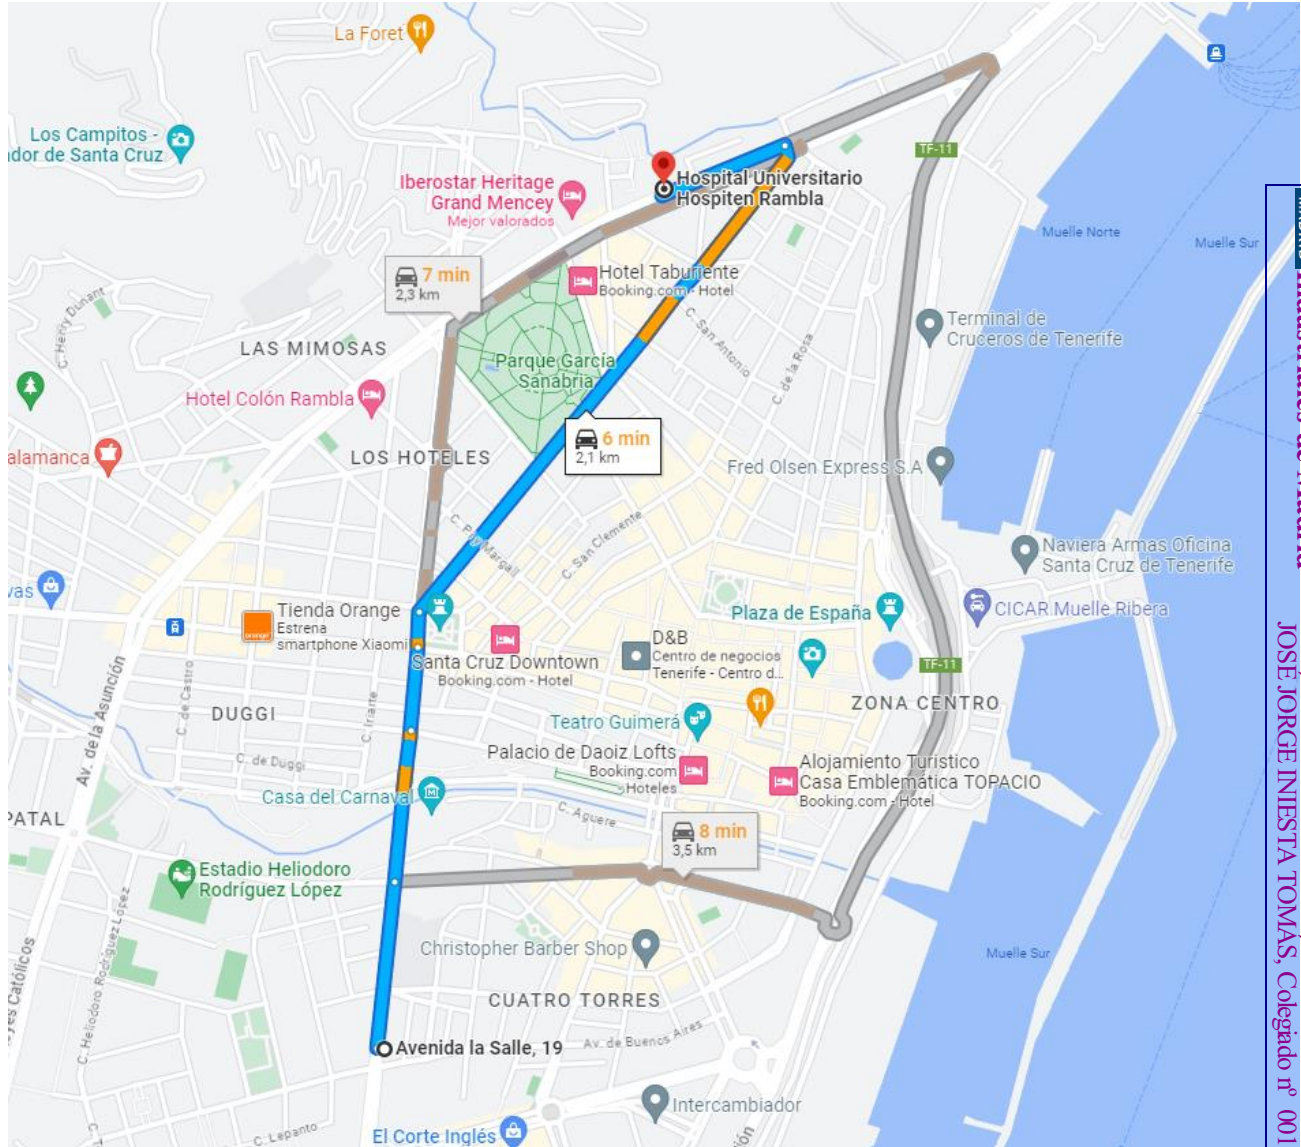 La Foret
Los Campitos -
dor de Santa Cruz
TF-11
Hospital Universitario
Hospiten Rambla
Iberostar Heritage
Grand Mencey
Mejor valorados
Muelle Norte
Muelle Sur
7 min
2,3 km
Hotel Taburiente
Booking.com - Hotel
C. Henry Dunant
C. San Antonio
C. de la Rosa
Terminal de
Cruceros de Tenerife
LAS MIMOSAS
Parque García
Sanabria
Hotel Colón Rambla
6 min
2,1 km
alamanca
LOS HOTELES
Fred Olsen Express S.A
C. Pi y Margall
C. San Clemente
Naviera Armas Oficina
Santa Cruz de Tenerife
vas
Tienda Orange
Estrena
smartphone Xiaomi
orange
Plaza de España
CICAR Muelle Ribera
D&B
Centro de negocios
Tenerife - Centro d...
Santa Cruz Downtown
Booking.com - Hotel
TF-11
Av. de la Asunción
C. de Castro
C. Iriarte
DUGGI
ZONA CENTRO
Teatro Guimerá
C. de Duggi
Palacio de Daoiz Lofts
Booking.com
Hoteles
Alojamiento Turistico
Casa Emblemática TOPACIO
Booking.com - Hotel
Casa del Carnaval
PATAL
C. Aguere
8 min
3,5 km
Estadio Heliodoro
Rodríguez López
C. Heliodoro Rodríguez López
eyes Católicos
Christopher Barber Shop
Muelle Sur
CUATRO TORRES
Avenida la Salle, 19
Av. de Buenos Aires
Intercambiador
C. Lepanto
El Corte Inglés
ión
JOSÉ JORGE INIESTA TOMÁS, Colegiado nº 001